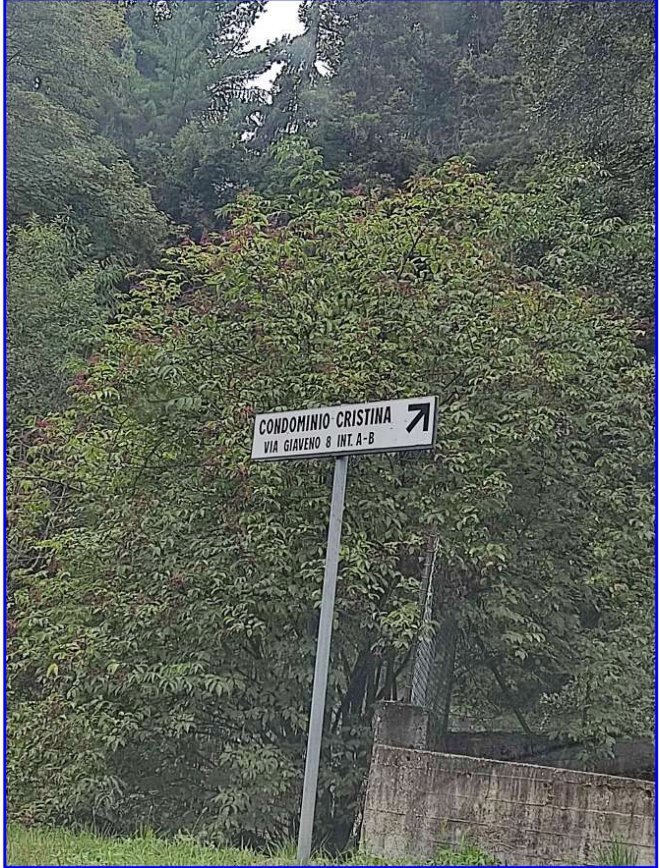 CONDOMINIO CRISTINA
VIA GIAVENO 8 INT. A-B